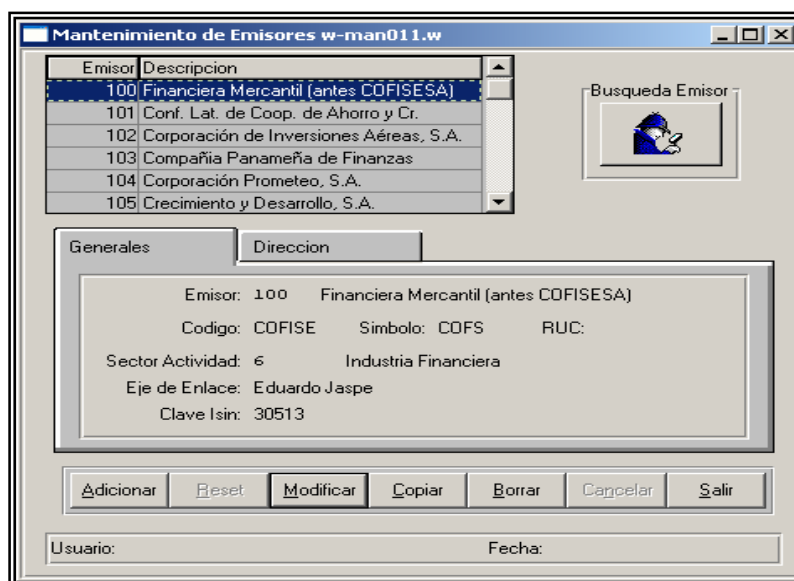 Mantenimiento de Emisores w-man011.w
Emisor Descripcion
100 Financiera Mercantil (antes COFISESA)
101 Conf. Lat. de Coop. de Ahorro y Cr.
102 Corporación de Inversiones Aéreas, S.A.
103 Compañia Panameña de Finanzas
104 Corporación Prometeo, S.A.
105 Crecimiento y Desarrollo, S.A.
Busqueda Emisor
Generales Direccion
Emisor: 100 Financiera Mercantil (antes COFISESA)
Codigo: COFISE Simbolo: COFS RUC:
Sector Actividad: 6 Industria Financiera
Eje de Enlace: Eduardo Jaspe
Clave Isin: 30513
Adicionar Reset Modificar Copiar Borrar Cancelar Salir
Usuario: Fecha: